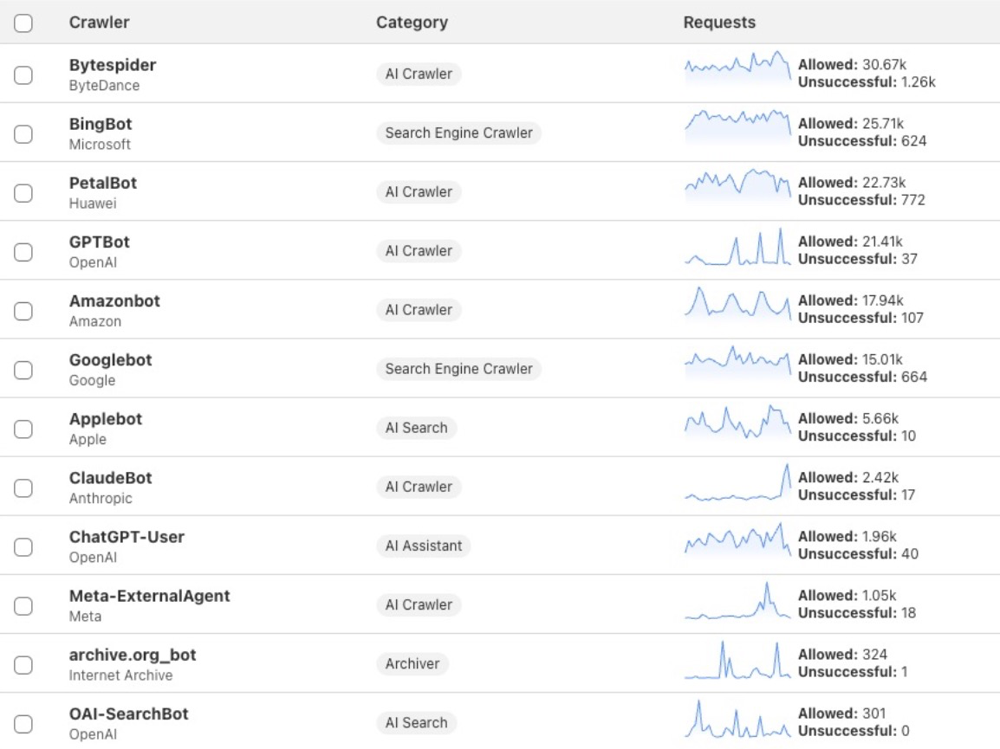 Crawler Category Requests
Bytespider AI Crawler Allowed: 30.67k
ByteDance Unsuccessful: 1.26k
BingBot Search Engine Crawler Allowed: 25.71k
Microsoft Unsuccessful: 624
PetalBot AI Crawler Allowed: 22.73k
Huawei Unsuccessful: 772
GPTBot AI Crawler Allowed: 21.41k
OpenAI Unsuccessful: 37
Amazonbot AI Crawler Allowed: 17.94k
Amazon Unsuccessful: 107
Googlebot Search Engine Crawler Allowed: 15.01k
Google Unsuccessful: 664
Applebot AI Search Allowed: 5.66k
Apple Unsuccessful: 10
ClaudeBot AI Crawler Allowed: 2.42k
Anthropic Unsuccessful: 17
ChatGPT-User AI Assistant Allowed: 1.96k
OpenAI Unsuccessful: 40
Meta-ExternalAgent AI Crawler Allowed: 1.05k
Meta Unsuccessful: 18
archive.org_bot Archiver Allowed: 324
Internet Archive Unsuccessful: 1
OAI-SearchBot AI Search Allowed: 301
OpenAI Unsuccessful: 0